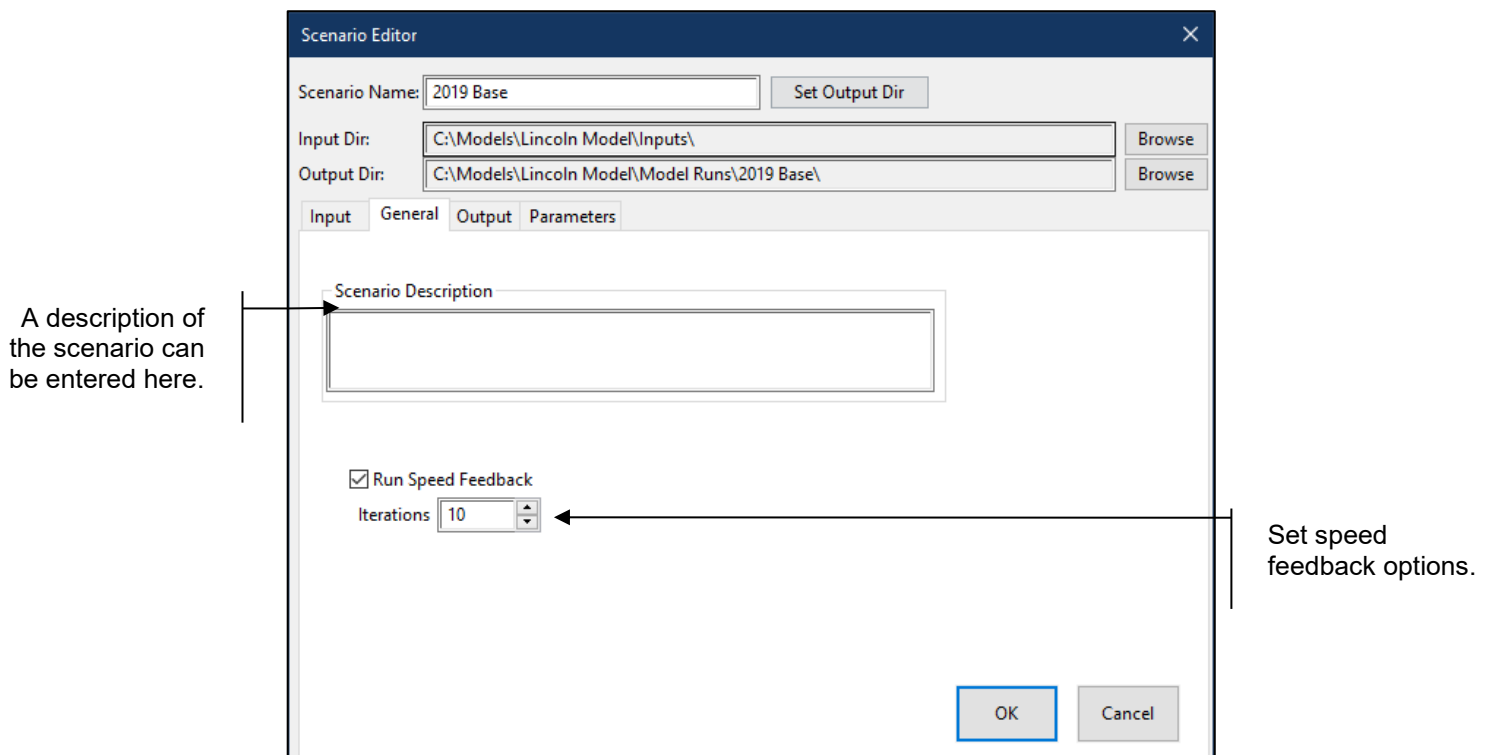 Scenario Editor
Scenario Name: 2019 Base Set Output Dir
Input Dir: C:\Models\Lincoln Model\Inputs\ Browse
Output Dir: C:\Models\Lincoln Model\Model Runs\2019 Base\ Browse
Input General Output Parameters
Scenario Description
A description of
the scenario can
be entered here.
Run Speed Feedback
Iterations 10
Set speed
feedback options.
OK Cancel